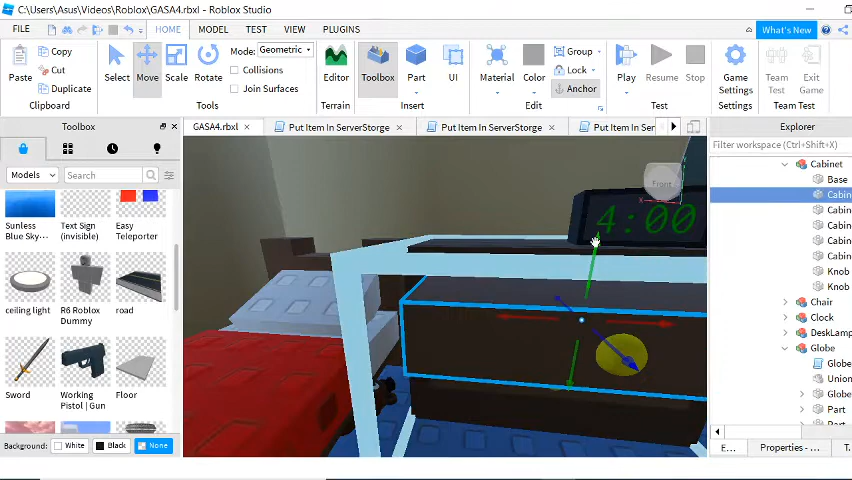 C:\Users\Asus\Videos\Roblox\GASA4.rbxl - Roblox Studio
FILE
HOME
MODEL
TEST
VIEW
PLUGINS
What's New
Paste
Copy
Cut
Duplicate
Clipboard
Select
Move
Scale
Rotate
Mode: Geometric
Collisions
Join Surfaces
Tools
Editor
Terrain
Toolbox
Part
UI
Insert
Material
Color
Group
Lock
Anchor
Edit
Play
Resume
Stop
Test
Game Settings
Settings
Team Test
Exit Game
Team Test
Toolbox
GASA4.rbxl
Put Item In ServerStorge
Put Item In ServerStorge
Put Item In Ser
Explorer
Models
Search
Filter workspace (Ctrl+Shift+X)
Sunless Blue Sky...
Text Sign (invisible)
Easy Teleporter
ceiling light
R6 Roblox Dummy
road
Sword
Working Pistol | Gun
Floor
Background:
White
Black
None
Front
X
4:00
Cabinet
Base
Cabin
Cabin
Cabin
Cabin
Cabin
Knob
Knob
Chair
Clock
DeskLamp
Globe
Globe
Union
Globe
Part
Part
E...
Properties - ...
T.